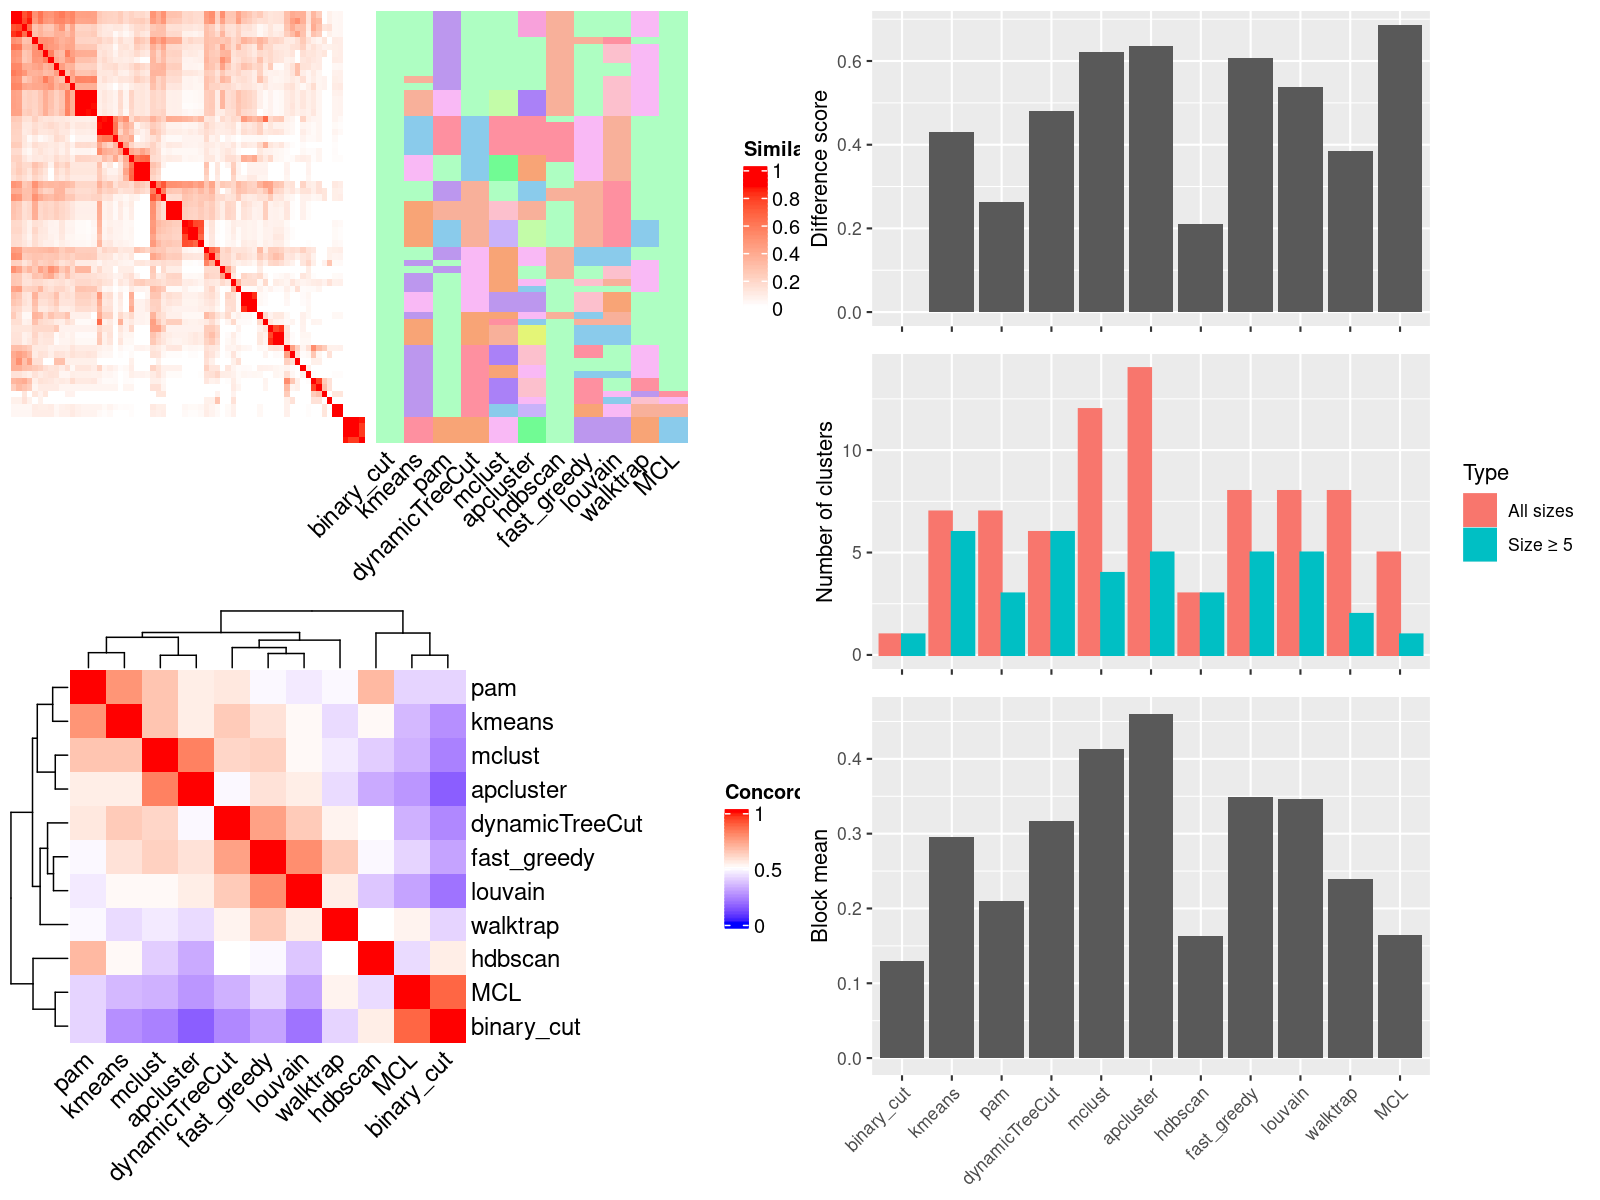 Simila
1
0.8
0.6
0.4
0.2
0
binary_cut
kmeans
pam
dynamicTreeCut
mclust
apcluster
hdbscan
fast_greedy
louvain
walktrap
MCL
pam
kmeans
mclust
apcluster
dynamicTreeCut
fast_greedy
louvain
walktrap
hdbscan
MCL
binary_cut
pam
kmeans
mclust
apcluster
dynamicTreeCut
fast_greedy
louvain
walktrap
hdbscan
MCL
binary_cut
Concord
1
0.5
0
Difference score
0.6
0.4
0.2
0.0
Number of clusters
10
5
0
Type
All sizes
Size ≥ 5
Block mean
0.4
0.3
0.2
0.1
0.0
binary_cut
kmeans
pam
dynamicTreeCut
mclust
apcluster
hdbscan
fast_greedy
louvain
walktrap
MCL